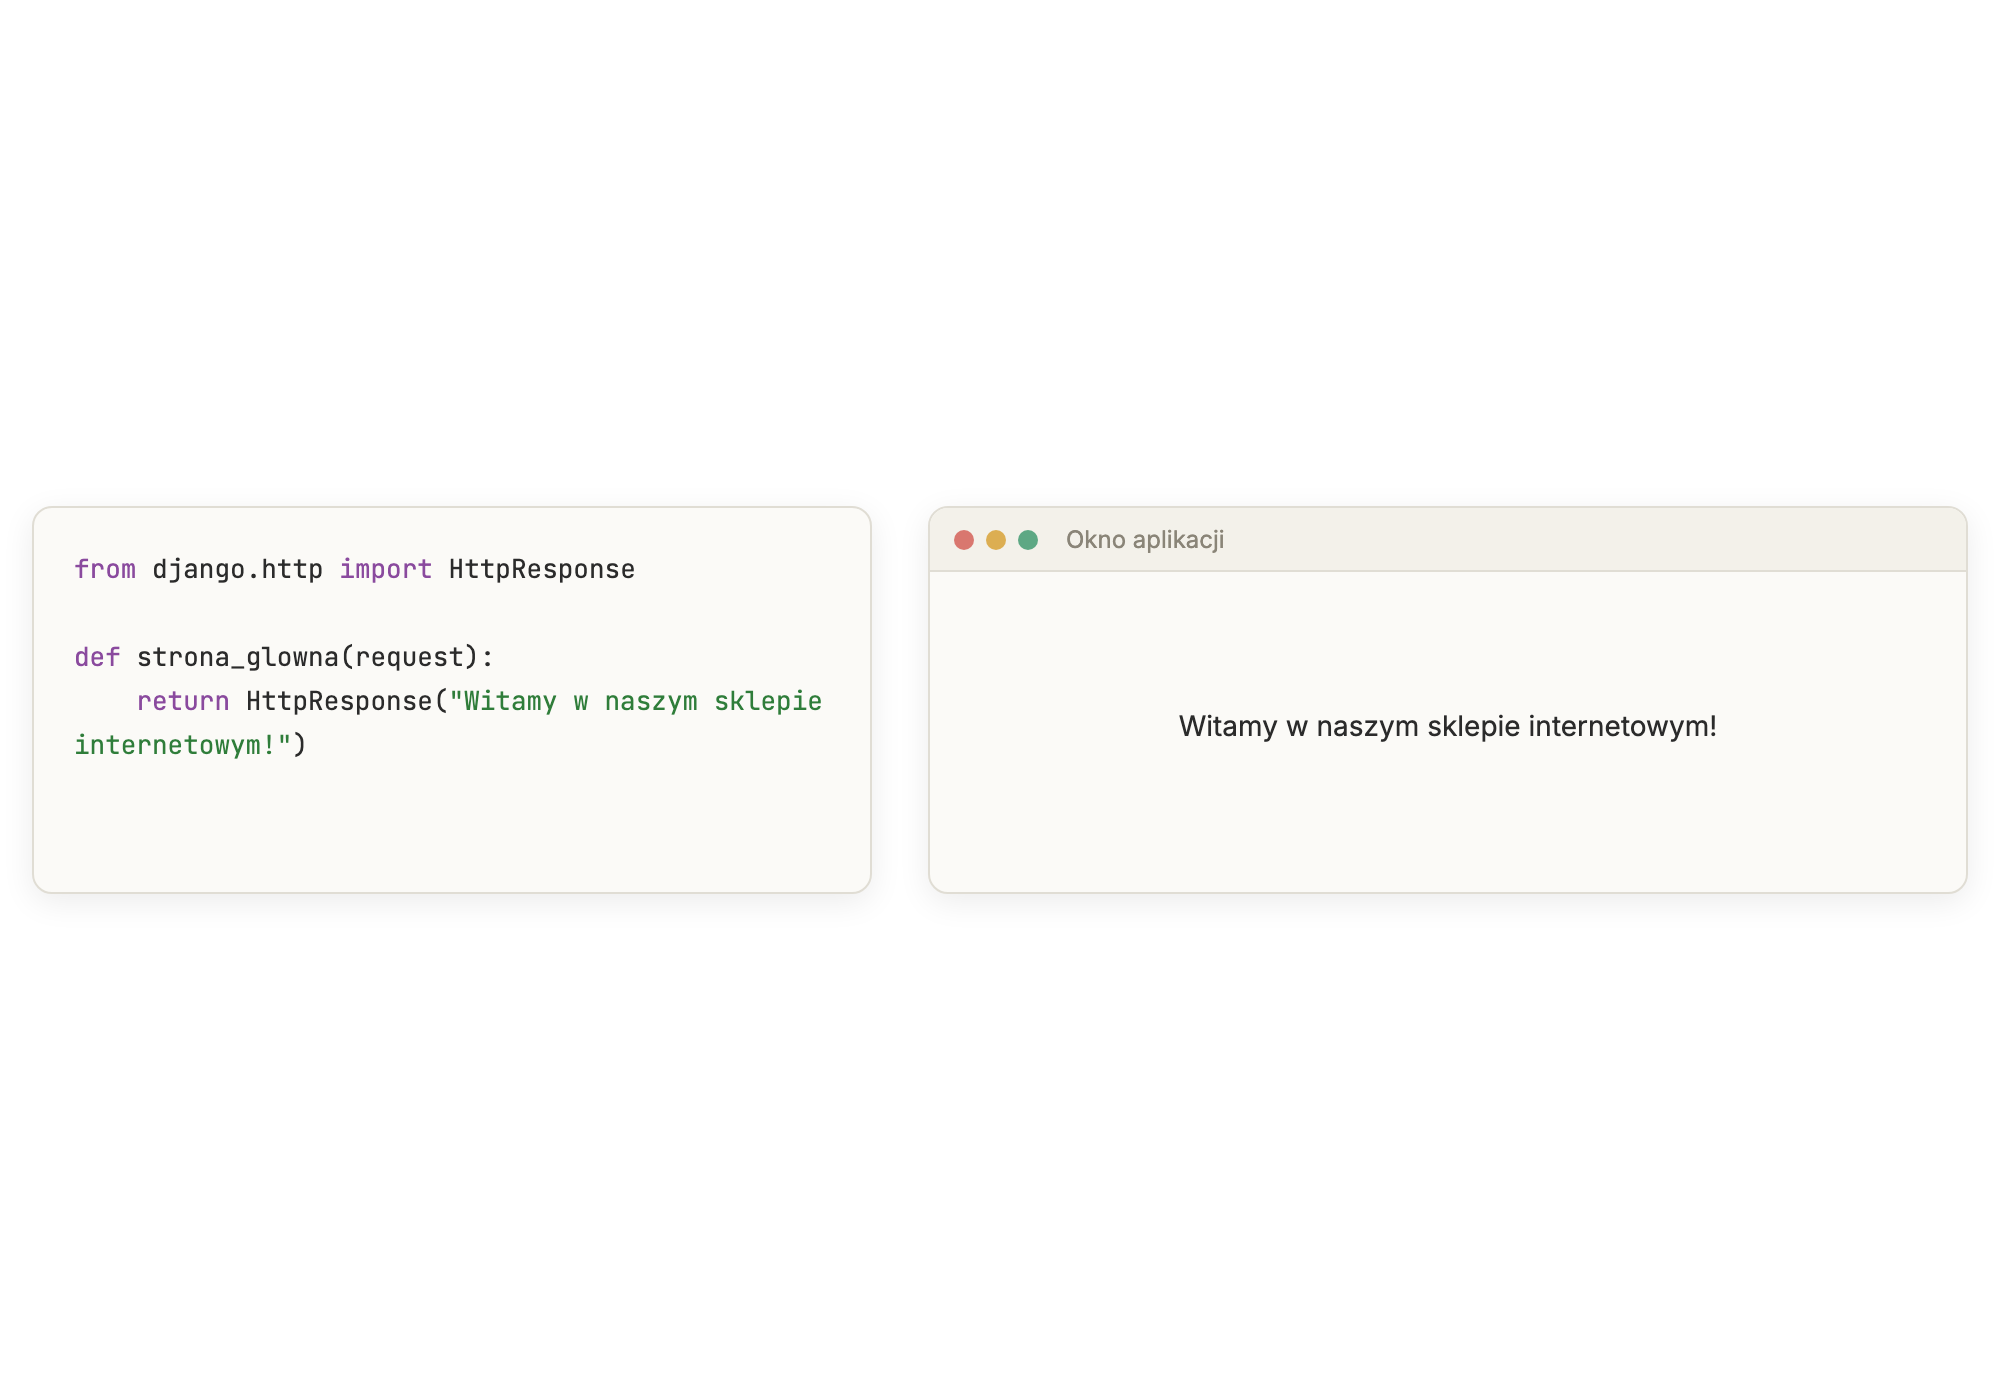 from django.http import HttpResponse
def strona_glowna(request):
    return HttpResponse("Witamy w naszym sklepie
internetowym!")
Okno aplikacji
Witamy w naszym sklepie internetowym!